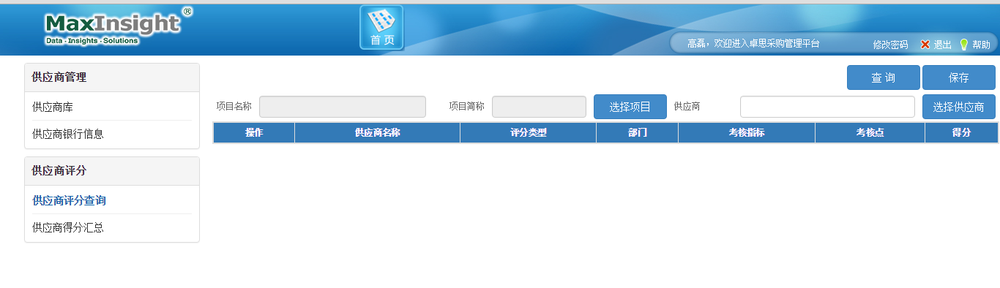 MaxInsight®
Data·Insights·Solutions
首 页
高磊，欢迎进入卓思采购管理平台 修改密码 退出 帮助
供应商管理
供应商库
供应商银行信息
供应商评分
供应商评分查询
供应商得分汇总
查 询 保存
项目名称 项目简称 选择项目 供应商 选择供应商
操作 供应商名称 评分类型 部门 考核指标 考核点 得分